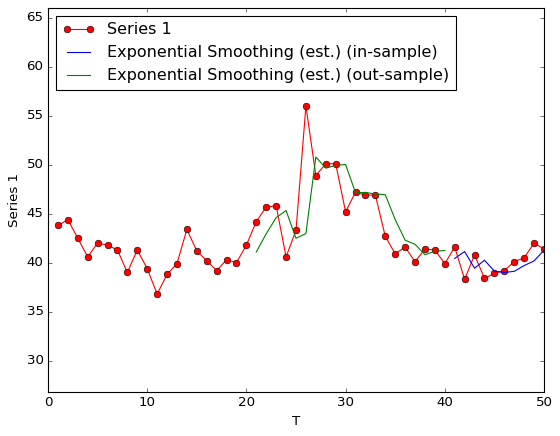 65
60
55
50
45
40
35
30
Series 1
Series 1
Exponential Smoothing (est.) (in-sample)
Exponential Smoothing (est.) (out-sample)
0
10
20
30
40
50
T